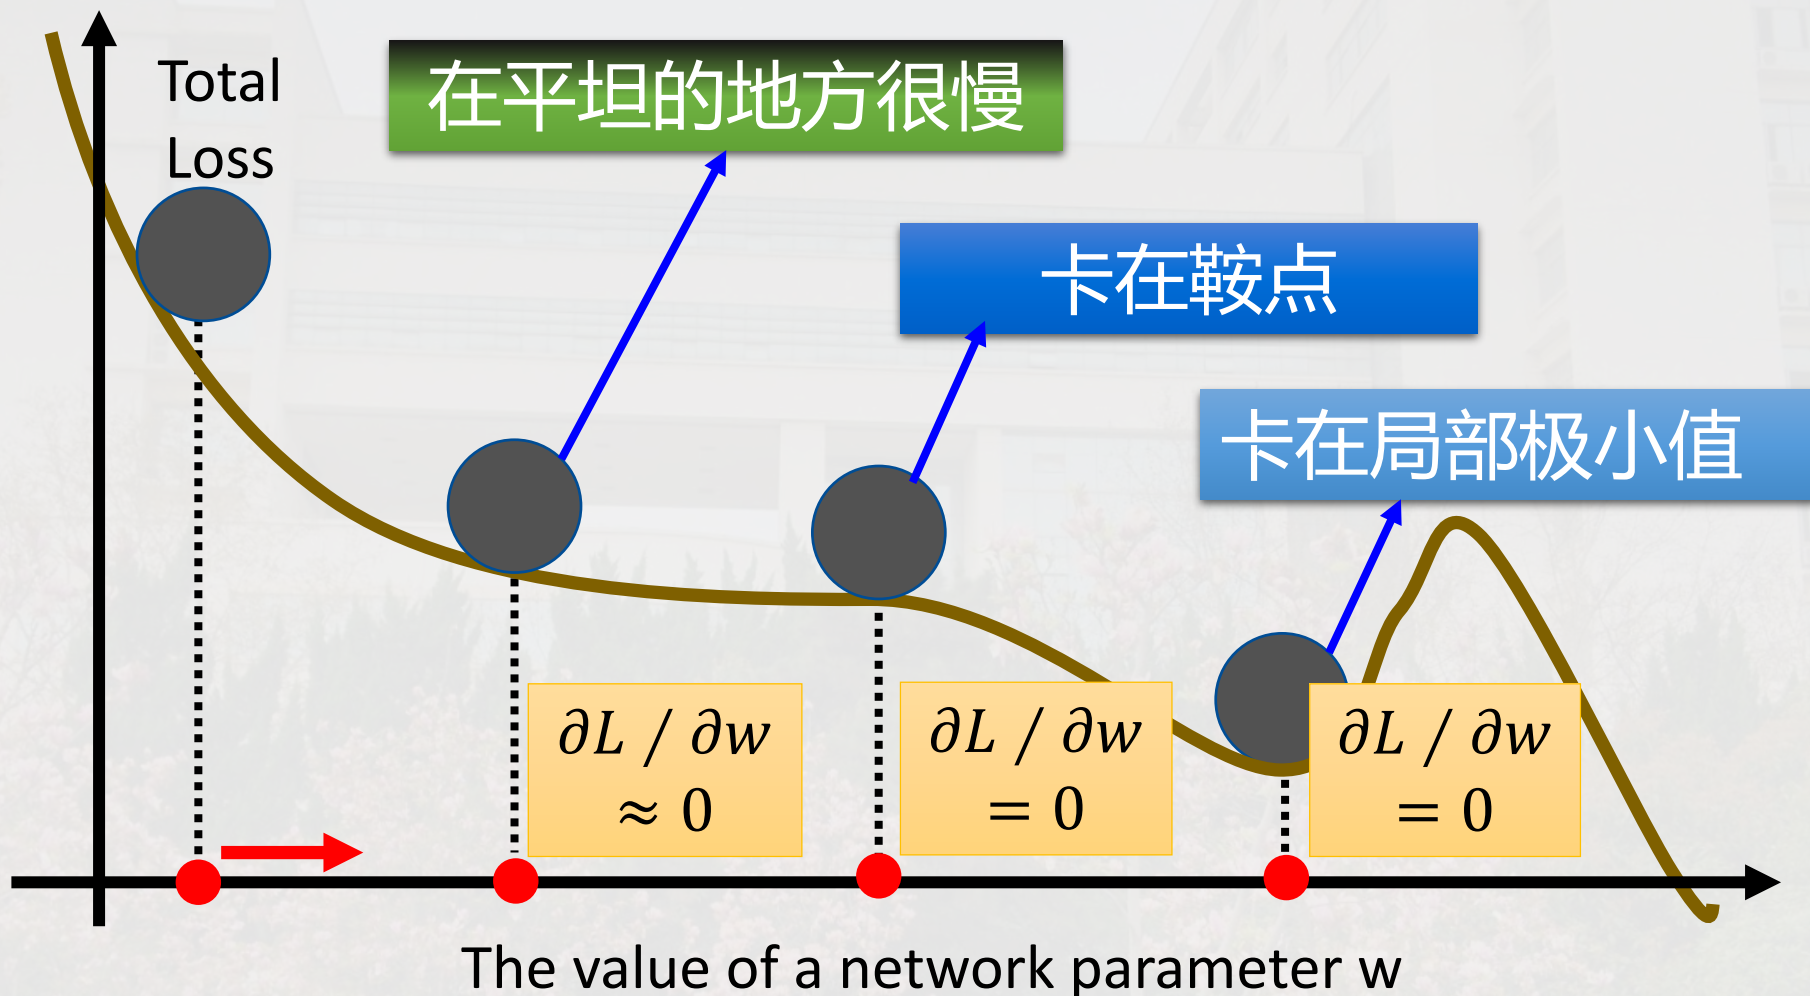 Total
Loss
在平坦的地方很慢
卡在鞍点
卡在局部极小值
∂L / ∂w
≈ 0
∂L / ∂w
= 0
∂L / ∂w
= 0
The value of a network parameter w